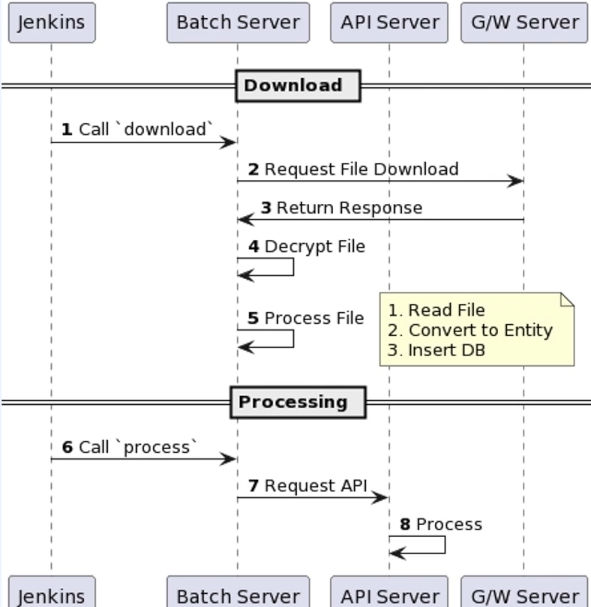 Jenkins Batch Server API Server G/W Server
Download
1 Call `download`
2 Request File Download
3 Return Response
4 Decrypt File
5 Process File
1. Read File
2. Convert to Entity
3. Insert DB
Processing
6 Call `process`
7 Request API
8 Process
Jenkins Batch Server API Server G/W Server